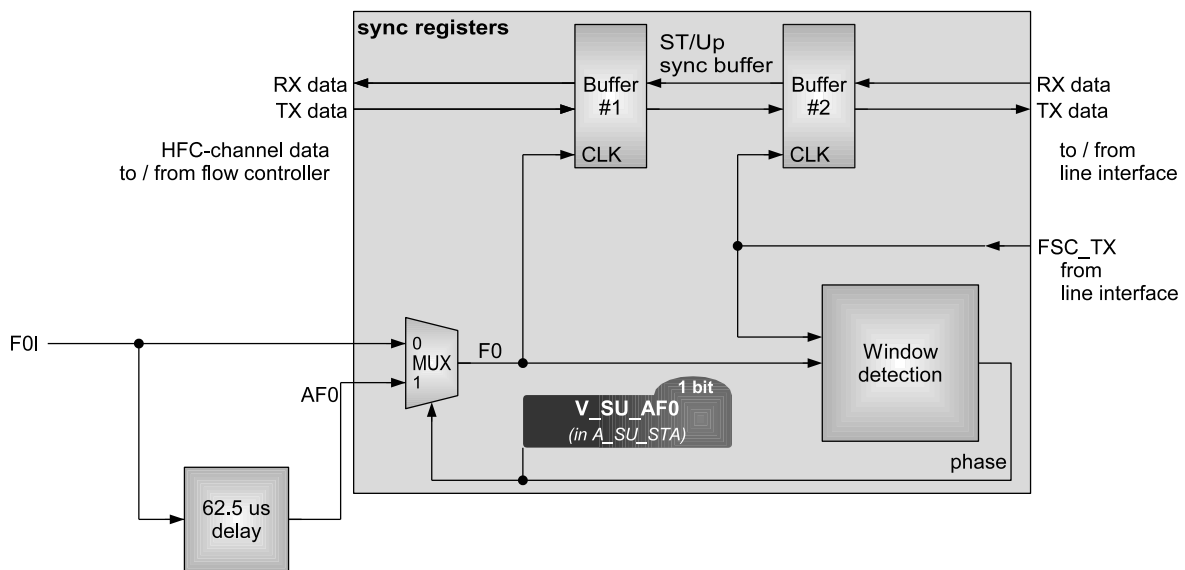 sync registers
ST/Up
sync buffer
RX data
TX data
HFC-channel data
to / from flow controller
Buffer
#1
CLK
Buffer
#2
CLK
RX data
TX data
to / from
line interface
FSC_TX
from
line interface
F0I
AF0
0
MUX
1
F0
Window
detection
1 bit
V_SU_AF0
(in A_SU_STA)
phase
62.5 us
delay